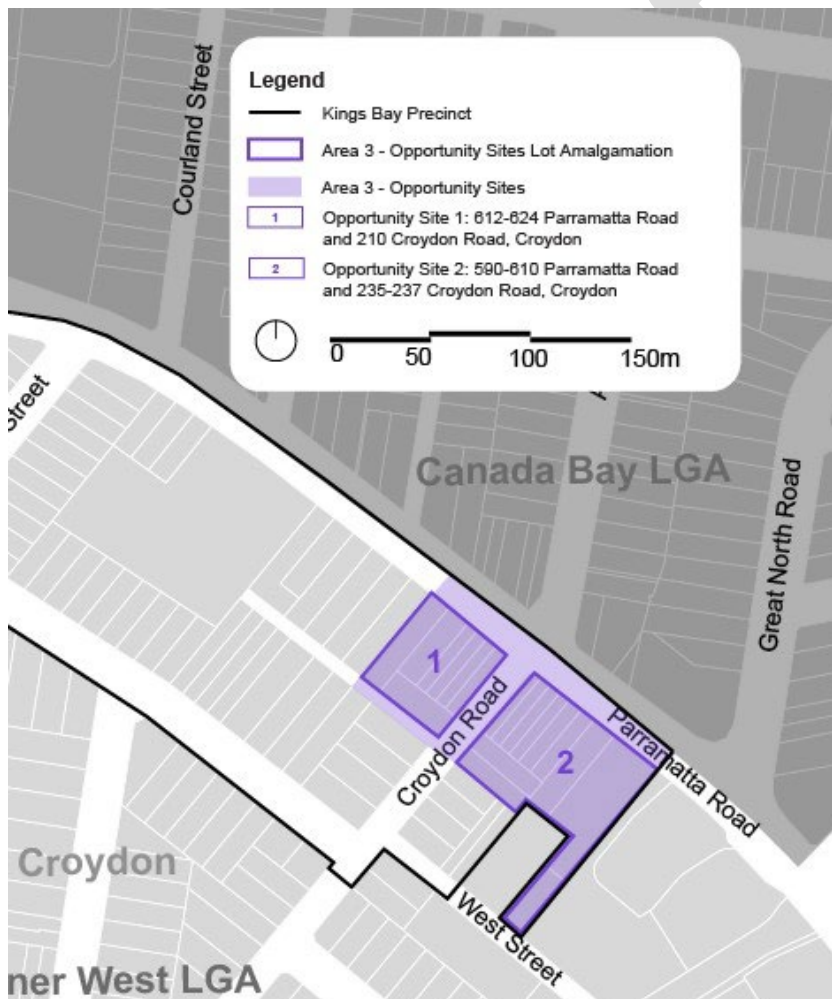 Courland Street
Legend
Kings Bay Precinct
Area 3 - Opportunity Sites Lot Amalgamation
Area 3 - Opportunity Sites
1
Opportunity Site 1: 612-624 Parramatta Road
and 210 Croydon Road, Croydon
2
Opportunity Site 2: 590-610 Parramatta Road
and 235-237 Croydon Road, Croydon
0 50 100 150m
Street
Canada Bay LGA
Great North Road
1
Croydon Road
2
Parramatta Road
Croydon
West Street
ner West LGA